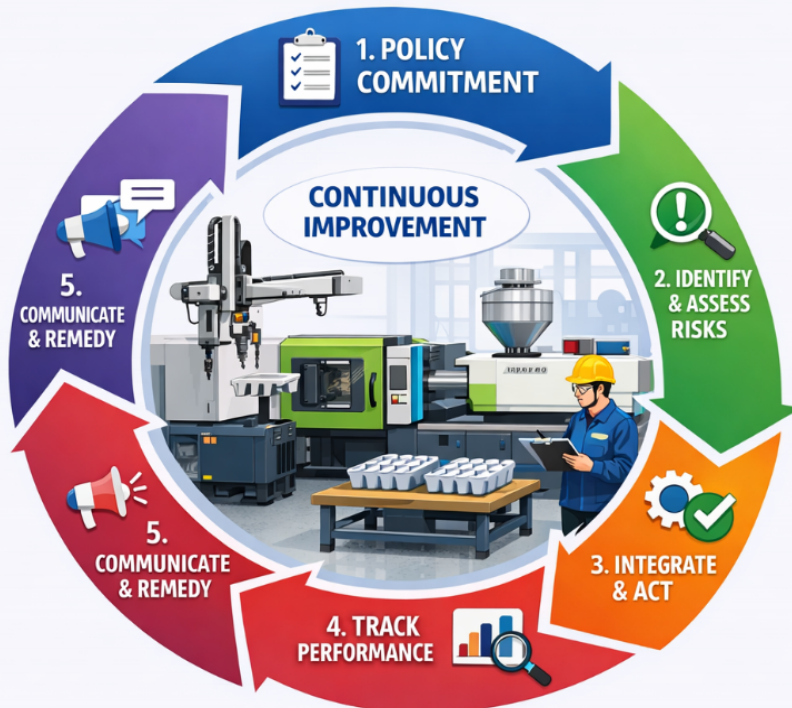 1. POLICY
COMMITMENT
CONTINUOUS
IMPROVEMENT
2. IDENTIFY
& ASSESS
RISKS
3. INTEGRATE
& ACT
4. TRACK
PERFORMANCE
5.
COMMUNICATE
& REMEDY
5.
COMMUNICATE
& REMEDY